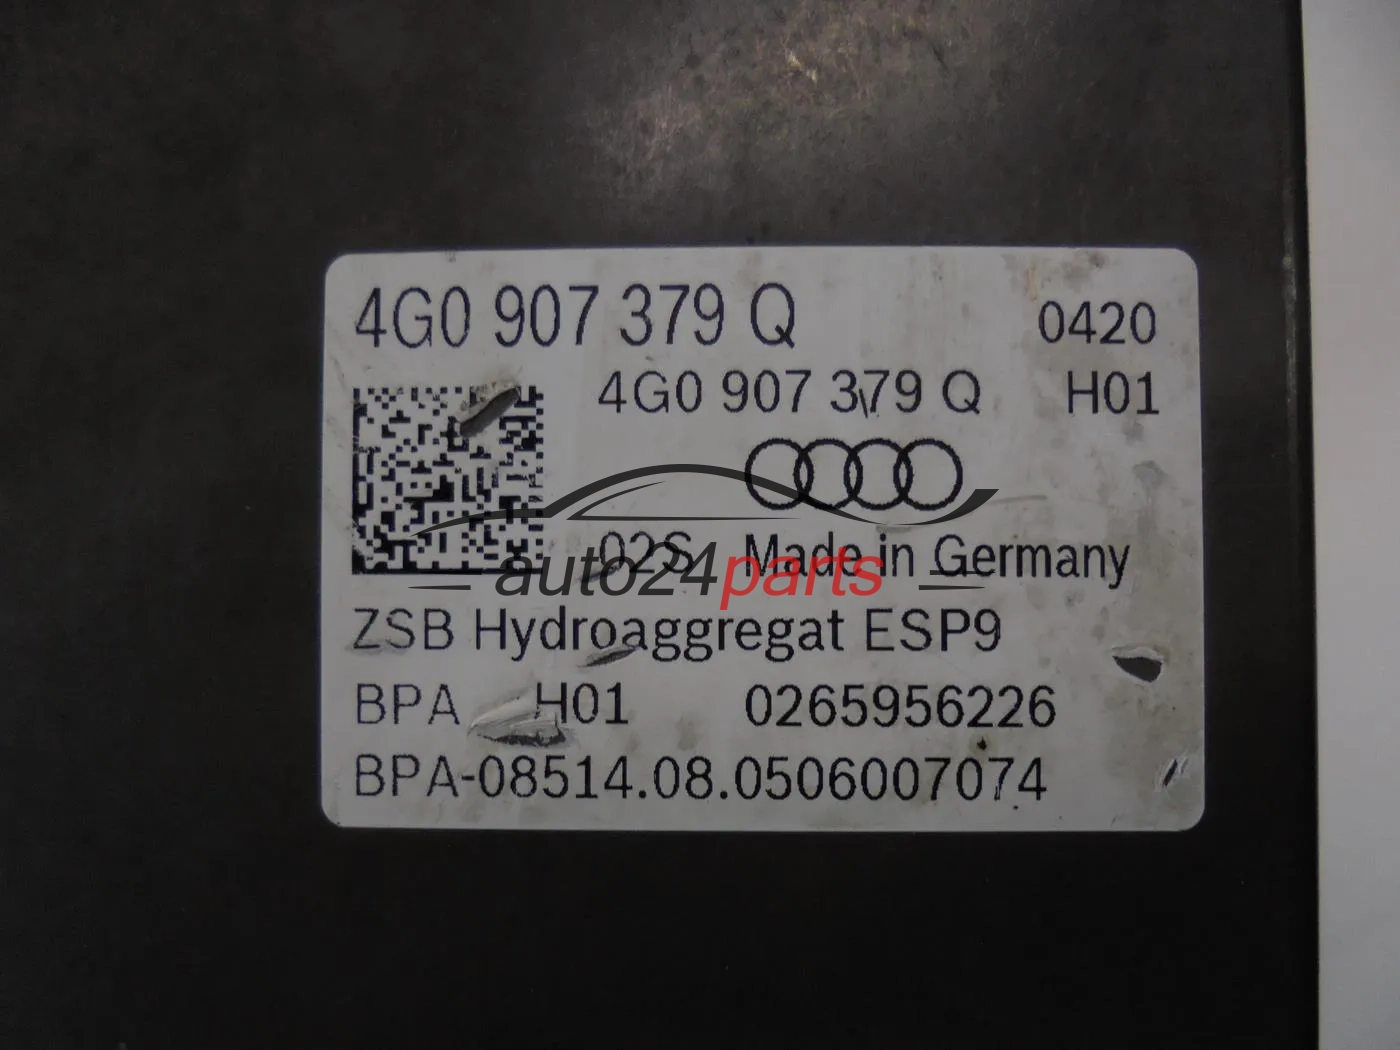 4G0 907 379 Q 0420
4G0 907 379 Q H01
02S Made in Germany
auto24parts
ZSB Hydroaggregat ESP9
BPA H01 0265956226
BPA-08514.08.0506007074